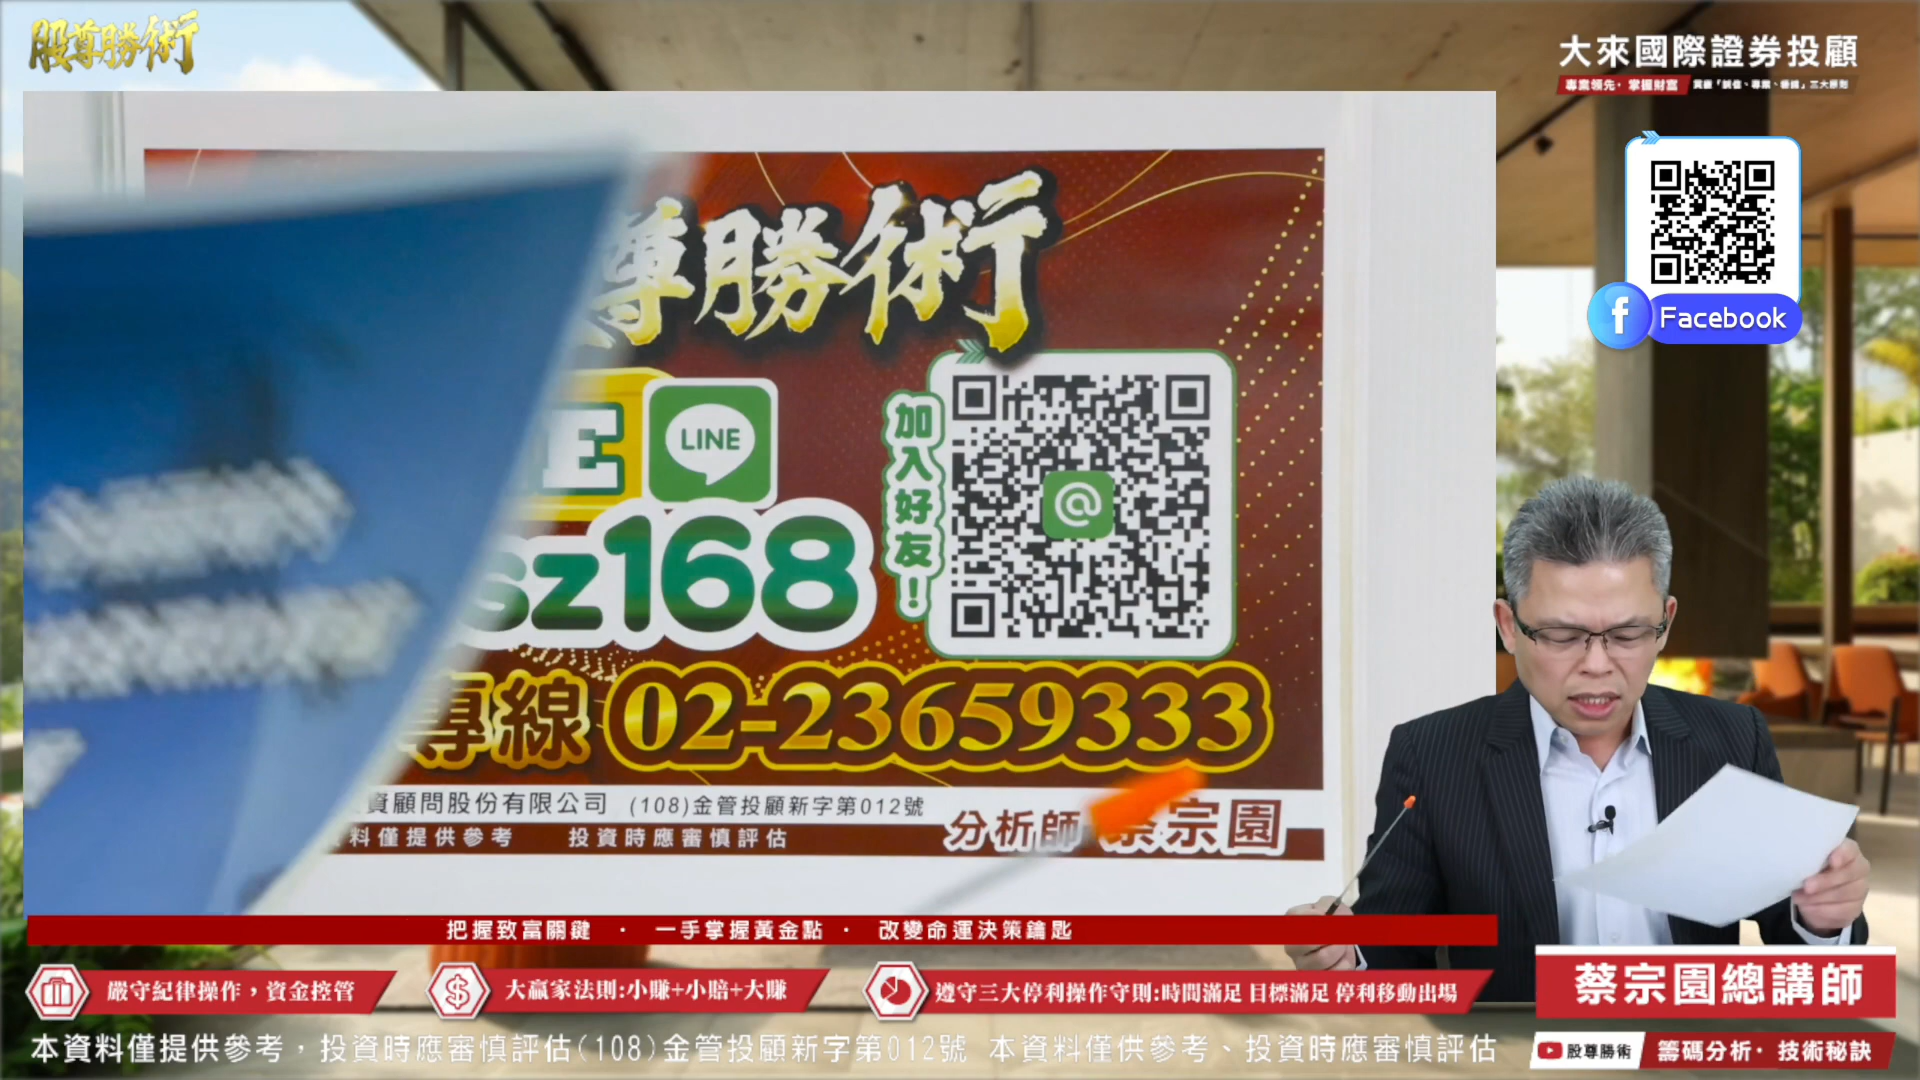 股尊勝術
大來國際證券投顧
專業領先・掌握財富
Facebook
尊勝術
E
LINE
加入好友！
sz168
專線 02-23659333
資顧問股份有限公司 (108)金管投顧新字第012號
料僅提供參考 投資時應審慎評估
分析師 蔡宗園
把握致富關鍵 · 一手掌握黃金點 · 改變命運決策鑰匙
嚴守紀律操作，資金控管
大贏家法則:小賺+小賠+大賺
遵守三大停利操作守則:時間滿足 目標滿足 停利移動出場
蔡宗園總講師
本資料僅提供參考，投資時應審慎評估(108)金管投顧新字第012號 本資料僅供參考、投資時應審慎評估
股尊勝術
籌碼分析・技術秘訣